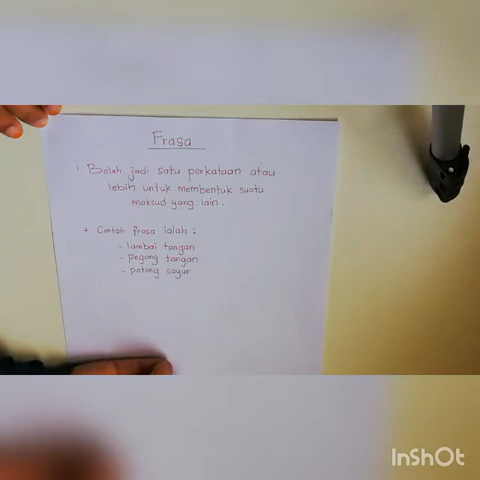 Frasa
• Boleh jadi satu perkataan atau
lebih untuk membentuk suatu
maksud yang lain.
• Contoh frasa ialah :
- lambai tangan
- pegang tangan
- potong sayur
InShOt